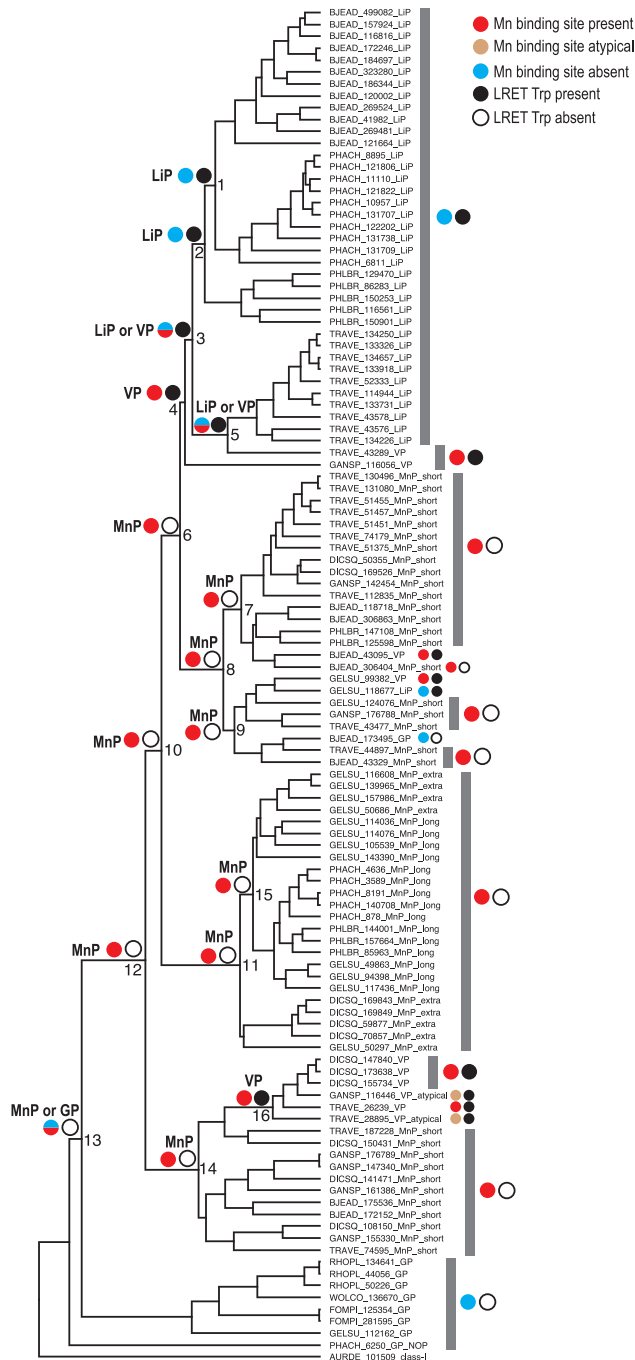 BJEAD_499082_LiP
BJEAD_157924_LiP
BJEAD_116816_LiP
BJEAD_172246_LiP
BJEAD_184697_LiP
BJEAD_323280_LiP
BJEAD_186344_LiP
BJEAD_120002_LiP
BJEAD_269524_LiP
BJEAD_41982_LiP
BJEAD_269481_LiP
BJEAD_121664_LiP
PHACH_8895_LiP
PHACH_121806_LiP
PHACH_11110_LiP
PHACH_121822_LiP
PHACH_10957_LiP
PHACH_131707_LiP
PHACH_122202_LiP
PHACH_131738_LiP
PHACH_131709_LiP
PHACH_6811_LiP
PHLBR_129470_LiP
PHLBR_86283_LiP
PHLBR_150253_LiP
PHLBR_116561_LiP
PHLBR_150901_LiP
TRAVE_134250_LiP
TRAVE_133326_LiP
TRAVE_134657_LiP
TRAVE_133918_LiP
TRAVE_52333_LiP
TRAVE_114944_LiP
TRAVE_133731_LiP
TRAVE_43578_LiP
TRAVE_43576_LiP
TRAVE_134226_LiP
TRAVE_43289_VP
GANSP_116056_VP
TRAVE_130496_MnP_short
TRAVE_131080_MnP_short
TRAVE_51455_MnP_short
TRAVE_51457_MnP_short
TRAVE_51451_MnP_short
TRAVE_74179_MnP_short
TRAVE_51375_MnP_short
DICSQ_50355_MnP_short
DICSQ_169526_MnP_short
GANSP_142454_MnP_short
TRAVE_112835_MnP_short
BJEAD_118718_MnP_short
BJEAD_306863_MnP_short
PHLBR_147108_MnP_short
PHLBR_125598_MnP_short
BJEAD_43095_VP
BJEAD_306404_MnP_short
GELSU_99382_VP
GELSU_118677_LiP
GELSU_124076_MnP_short
GANSP_176788_MnP_short
TRAVE_43477_MnP_short
BJEAD_173495_GP
TRAVE_44897_MnP_short
BJEAD_43329_MnP_short
GELSU_116608_MnP_extra
GELSU_139965_MnP_extra
GELSU_157986_MnP_extra
GELSU_50686_MnP_extra
GELSU_114036_MnP_long
GELSU_114076_MnP_long
GELSU_105539_MnP_long
GELSU_143390_MnP_long
PHACH_4636_MnP_long
PHACH_3589_MnP_long
PHACH_8191_MnP_long
PHACH_140708_MnP_long
PHACH_878_MnP_long
PHLBR_144001_MnP_long
PHLBR_157664_MnP_long
PHLBR_85963_MnP_long
GELSU_49863_MnP_long
GELSU_94398_MnP_long
GELSU_117436_MnP_long
DICSQ_169843_MnP_extra
DICSQ_169849_MnP_extra
DICSQ_59877_MnP_extra
DICSQ_70857_MnP_extra
GELSU_50297_MnP_extra
DICSQ_147840_VP
DICSQ_173638_VP
DICSQ_155734_VP
GANSP_116446_VP_atypical
TRAVE_26239_VP
TRAVE_28895_VP_atypical
TRAVE_187228_MnP_short
DICSQ_150431_MnP_short
GANSP_176789_MnP_short
GANSP_147340_MnP_short
DICSQ_141471_MnP_short
GANSP_161386_MnP_short
BJEAD_175536_MnP_short
BJEAD_172152_MnP_short
DICSQ_108150_MnP_short
GANSP_155330_MnP_short
TRAVE_74595_MnP_short
RHOPL_134641_GP
RHOPL_44056_GP
RHOPL_50226_GP
WOLCO_136670_GP
FOMPI_125354_GP
FOMPI_281595_GP
GELSU_112162_GP
PHACH_6250_GP_NOP
AURDE_101509_class-I
Mn binding site present
Mn binding site atypical
Mn binding site absent
LRET Trp present
LRET Trp absent
LiP
1
LiP
2
LiP or VP
3
VP
4
LiP or VP
5
MnP
6
MnP
7
MnP
8
MnP
9
MnP
10
MnP
15
MnP
11
MnP
12
VP
16
MnP or GP
13
MnP
14